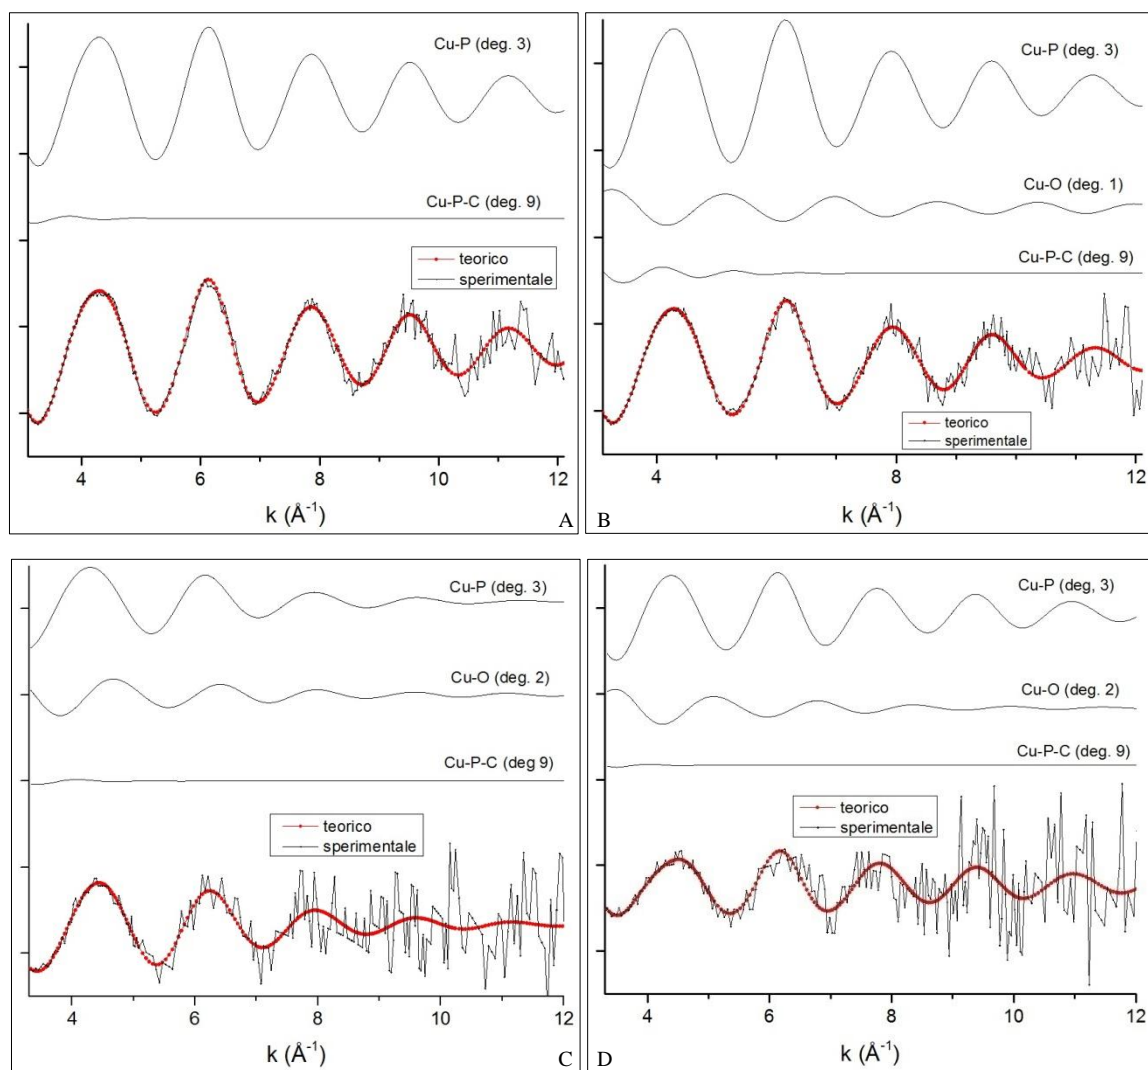 Cu-P (deg. 3)
Cu-P-C (deg. 9)
teorico
sperimentale
4 6 8 10 12
k (Å⁻¹)
A
Cu-P (deg. 3)
Cu-O (deg. 1)
Cu-P-C (deg. 9)
teorico
sperimentale
4 6 8 10 12
k (Å⁻¹)
B
Cu-P (deg. 3)
Cu-O (deg. 2)
Cu-P-C (deg 9)
teorico
sperimentale
4 6 8 10 12
k (Å⁻¹)
C
Cu-P (deg, 3)
Cu-O (deg. 2)
Cu-P-C (deg. 9)
teorico
sperimentale
4 6 8 10 12
k (Å⁻¹)
D